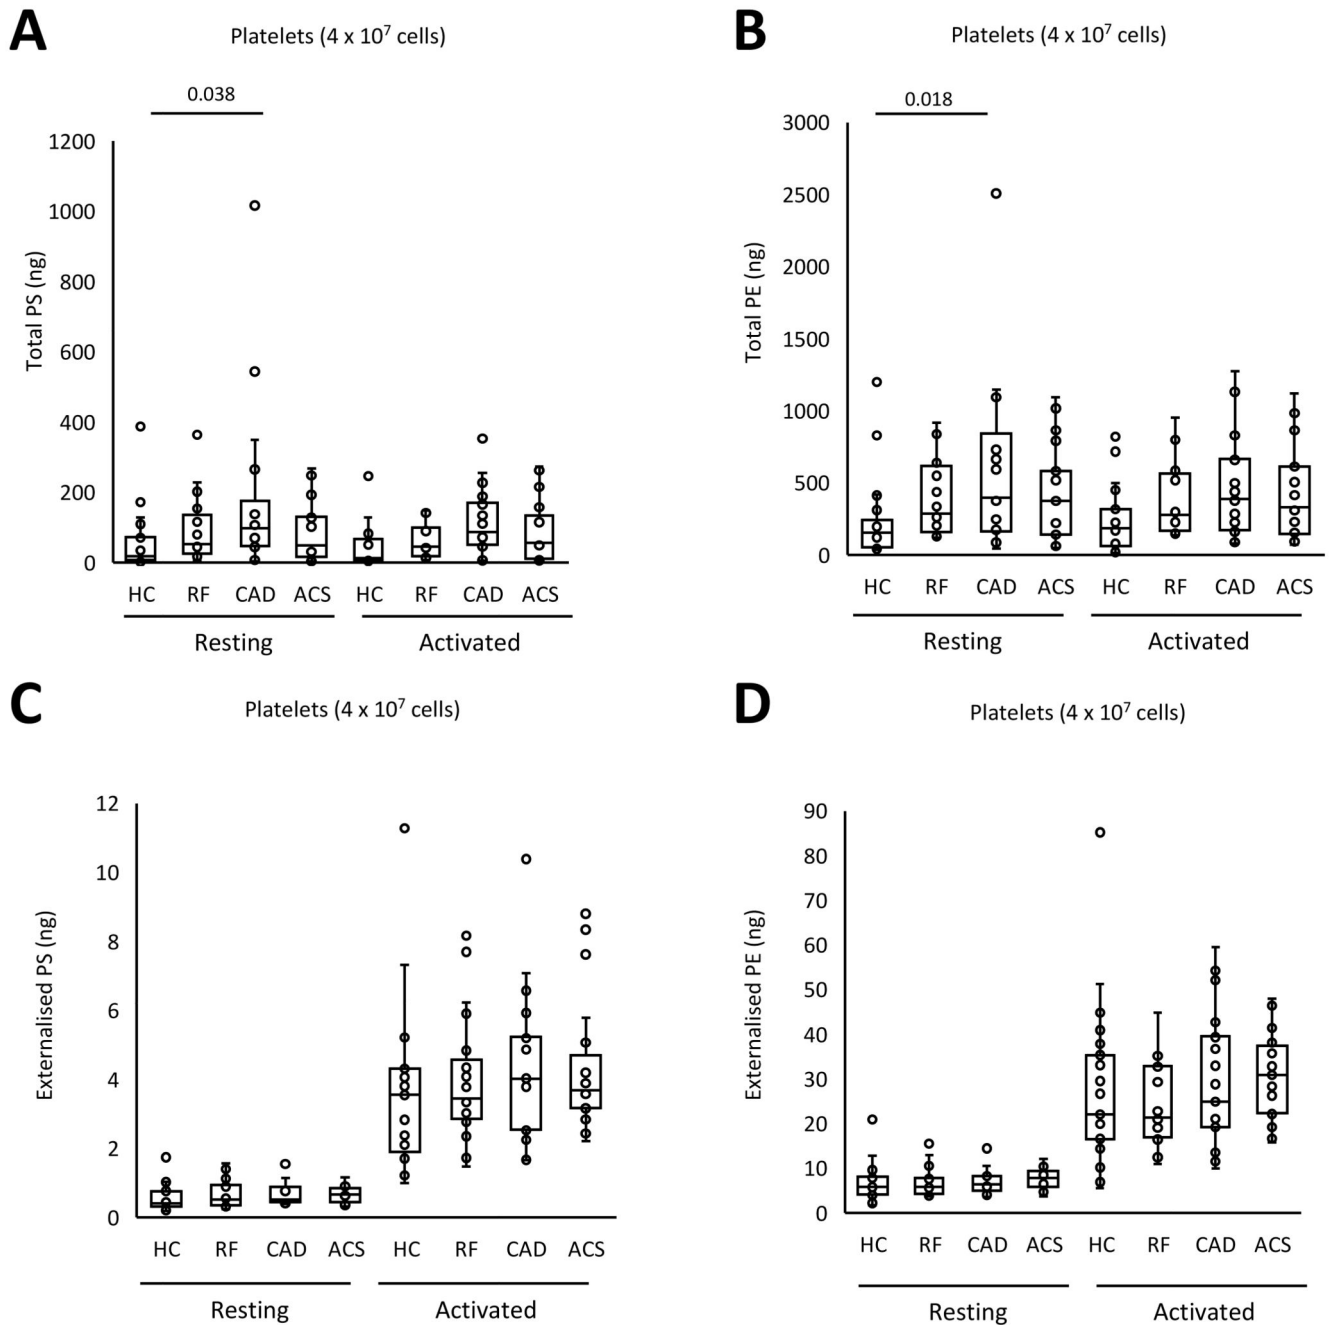 A
Platelets (4 x 10⁷ cells)
0.038
Total PS (ng)
1200
1000
800
600
400
200
0
HC RF CAD ACS HC RF CAD ACS
Resting Activated
B
Platelets (4 x 10⁷ cells)
0.018
Total PE (ng)
3000
2500
2000
1500
1000
500
0
HC RF CAD ACS HC RF CAD ACS
Resting Activated
C
Platelets (4 x 10⁷ cells)
Externalised PS (ng)
12
10
8
6
4
2
0
HC RF CAD ACS HC RF CAD ACS
Resting Activated
D
Platelets (4 x 10⁷ cells)
Externalised PE (ng)
90
80
70
60
50
40
30
20
10
0
HC RF CAD ACS HC RF CAD ACS
Resting Activated